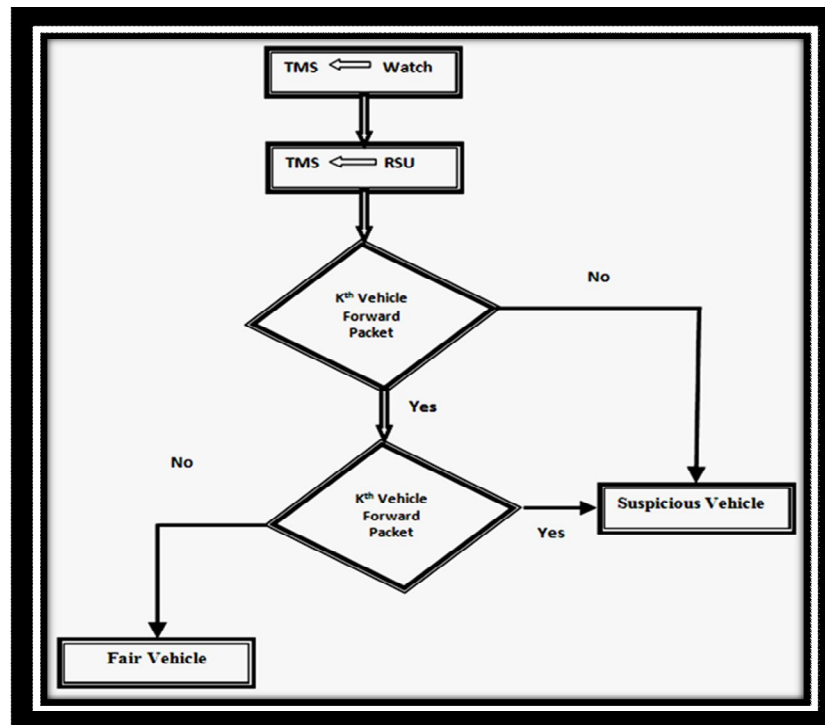 TMS ⟸ Watch
TMS ⟸ RSU
Kth Vehicle
Forward
Packet
No
Yes
Kth Vehicle
Forward
Packet
No
Yes
Suspicious Vehicle
Fair Vehicle